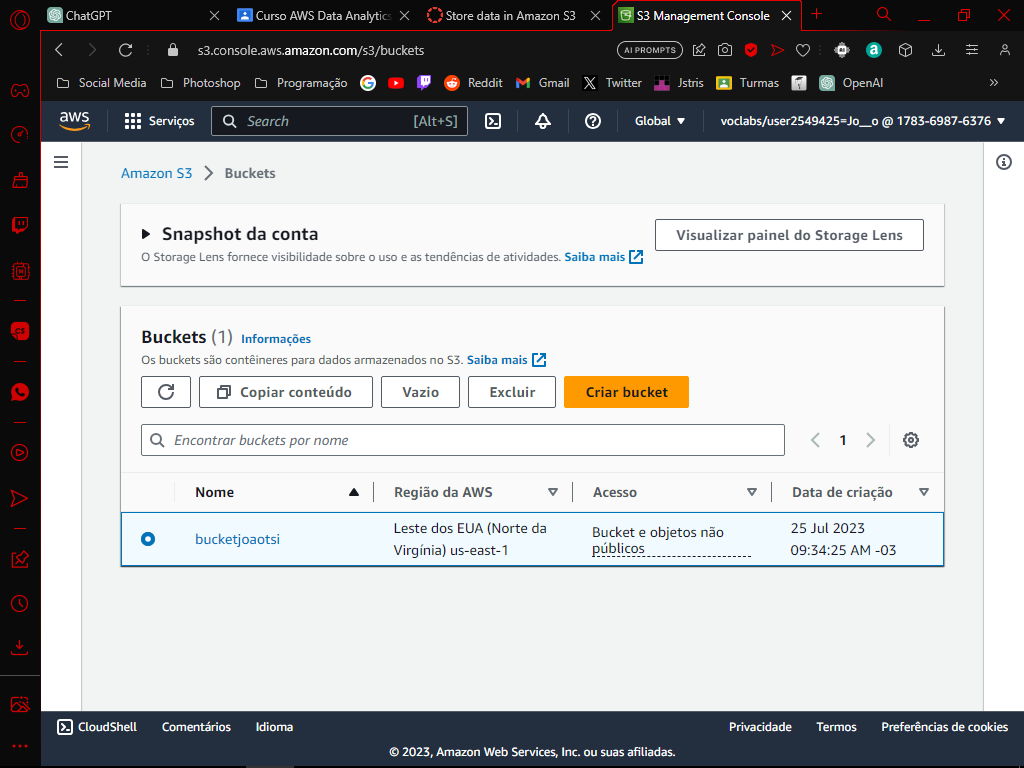 ChatGPT
Curso AWS Data Analytics
Store data in Amazon S3
S3 Management Console
s3.console.aws.amazon.com/s3/buckets
AI PROMPTS
Social Media
Photoshop
Programação
Reddit
Gmail
Twitter
Jstris
Turmas
OpenAI
aws
Serviços
Search
[Alt+S]
Global
voclabs/user2549425=Jo__o @ 1783-6987-6376
Amazon S3
Buckets
Snapshot da conta
O Storage Lens fornece visibilidade sobre o uso e as tendências de atividades. Saiba mais
Visualizar painel do Storage Lens
Buckets (1) Informações
Os buckets são contêineres para dados armazenados no S3. Saiba mais
Copiar conteúdo
Vazio
Excluir
Criar bucket
Encontrar buckets por nome
1
Nome
Região da AWS
Acesso
Data de criação
bucketjoaotsi
Leste dos EUA (Norte da
Virgínia) us-east-1
Bucket e objetos não
públicos
25 Jul 2023
09:34:25 AM -03
CloudShell
Comentários
Idioma
Privacidade
Termos
Preferências de cookies
© 2023, Amazon Web Services, Inc. ou suas afiliadas.